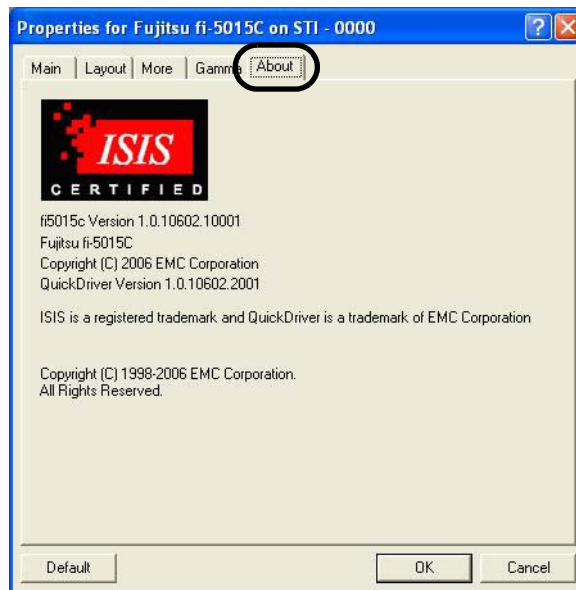 Properties for Fujitsu fi-5015C on STI - 0000
Main Layout More Gamma About
ISIS
CERTIFIED
fi5015c Version 1.0.10602.10001
Fujitsu fi-5015C
Copyright (C) 2006 EMC Corporation
QuickDriver Version 1.0.10602.2001
ISIS is a registered trademark and QuickDriver is a trademark of EMC Corporation
Copyright (C) 1998-2006 EMC Corporation.
All Rights Reserved.
Default OK Cancel